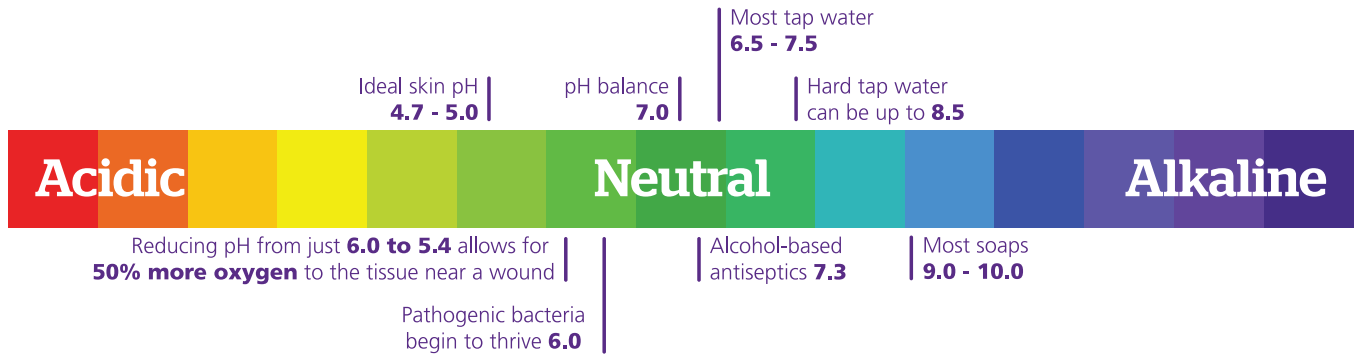 Most tap water
6.5 - 7.5
Ideal skin pH
4.7 - 5.0
pH balance
7.0
Hard tap water
can be up to 8.5
Acidic
Neutral
Alkaline
Reducing pH from just 6.0 to 5.4 allows for
50% more oxygen to the tissue near a wound
Alcohol-based
antiseptics 7.3
Most soaps
9.0 - 10.0
Pathogenic bacteria
begin to thrive 6.0